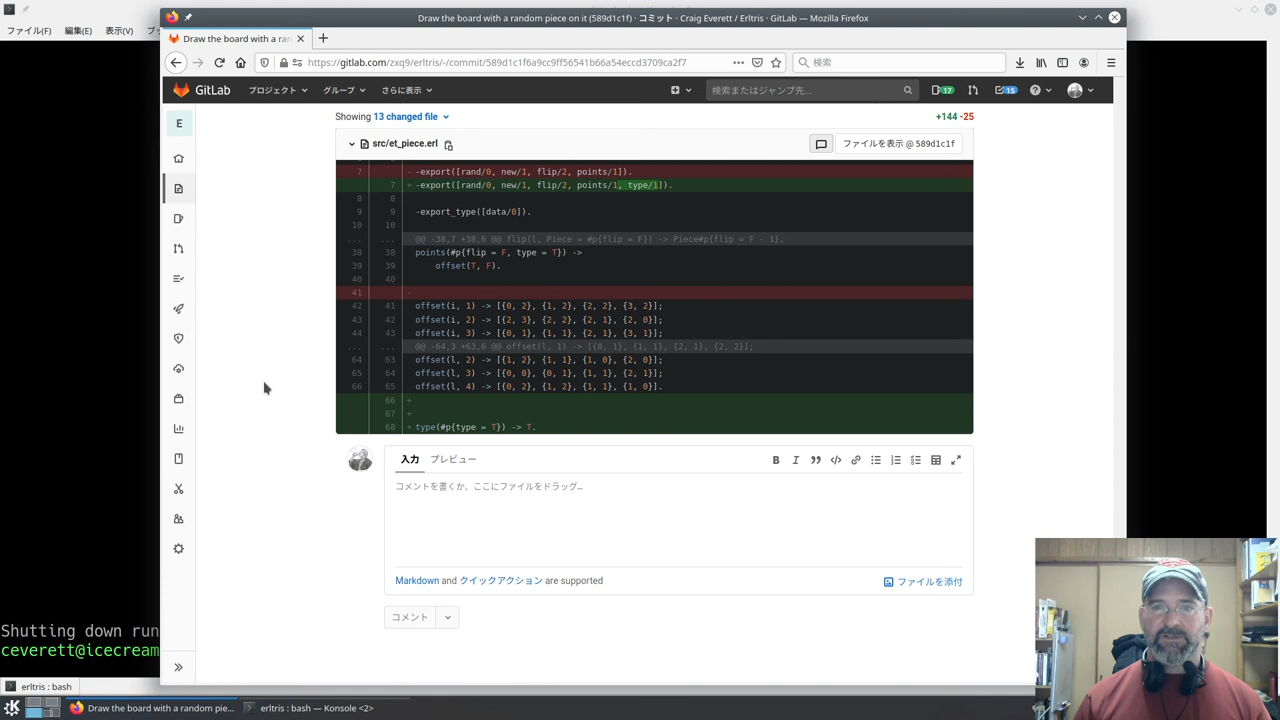 ファイル(F) 編集(E) 表示(V) ブッ
Draw the board with a random piece on it (589d1c1f) · コミット · Craig Everett / Erltris · GitLab — Mozilla Firefox
Draw the board with a ran
https://gitlab.com/zxq9/erltris/-/commit/589d1c1f6a9cc9ff56541b66a54eccd3709ca2f7
検索
GitLab プロジェクト グループ さらに表示 検索またはジャンプ先... 17 15
E
Showing 13 changed file +144 -25
src/et_piece.erl ファイルを表示 @ 589d1c1f
7 - -export([rand/0, new/1, flip/2, points/1]).
7 + -export([rand/0, new/1, flip/2, points/1, type/1]).
8 8
9 9 -export_type([data/0]).
10 10
... ... @@ -38,7 +38,6 @@ flip(l, Piece = #p{flip = F}) -> Piece#p{flip = F - 1}.
38 38 points(#p{flip = F, type = T}) ->
39 39 offset(T, F).
40 40
41 -
42 41 offset(i, 1) -> [{0, 2}, {1, 2}, {2, 2}, {3, 2}];
43 42 offset(i, 2) -> [{2, 3}, {2, 2}, {2, 1}, {2, 0}];
44 43 offset(i, 3) -> [{0, 1}, {1, 1}, {2, 1}, {3, 1}];
... ... @@ -64,3 +63,6 @@ offset(l, 1) -> [{0, 1}, {1, 1}, {2, 1}, {2, 2}];
64 63 offset(l, 2) -> [{1, 2}, {1, 1}, {1, 0}, {2, 0}];
65 64 offset(l, 3) -> [{0, 0}, {0, 1}, {1, 1}, {2, 1}];
66 65 offset(l, 4) -> [{0, 2}, {1, 2}, {1, 1}, {1, 0}].
66 +
67 +
68 + type(#p{type = T}) -> T.
入力 プレビュー
コメントを書くか、ここにファイルをドラッグ…
Markdown and クイックアクション are supported ファイルを添付
コメント
Shutting down run
ceverett@icecream
erltris : bash
Draw the board with a random pie... erltris : bash — Konsole <2>